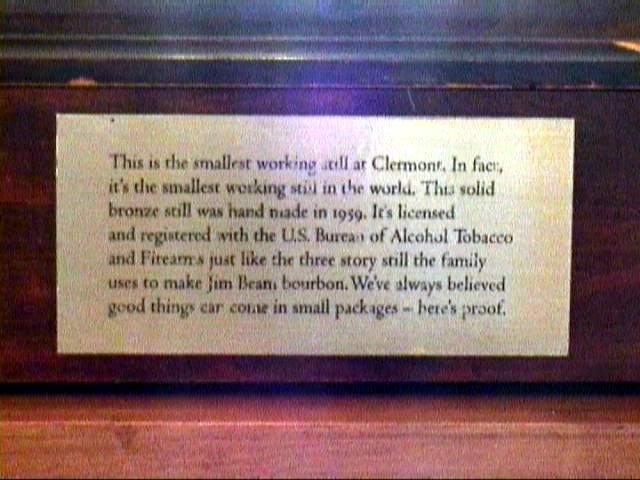 This is the smallest working still at Clermont. In fact,
it's the smallest working still in the world. This solid
bronze still was hand made in 1959. It's licensed
and registered with the U.S. Bureau of Alcohol Tobacco
and Firearms just like the three story still the family
uses to make Jim Beam bourbon. We've always believed
good things can come in small packages – here's proof.